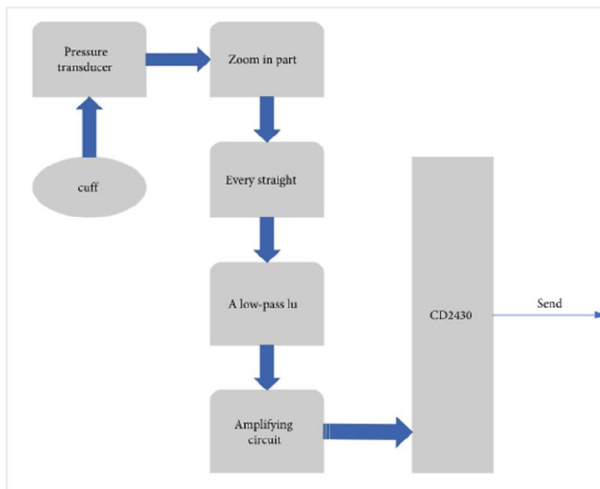 Pressure
transducer
Zoom in part
cuff
Every straight
A low-pass lu
Amplifying
circuit
CD2430
Send